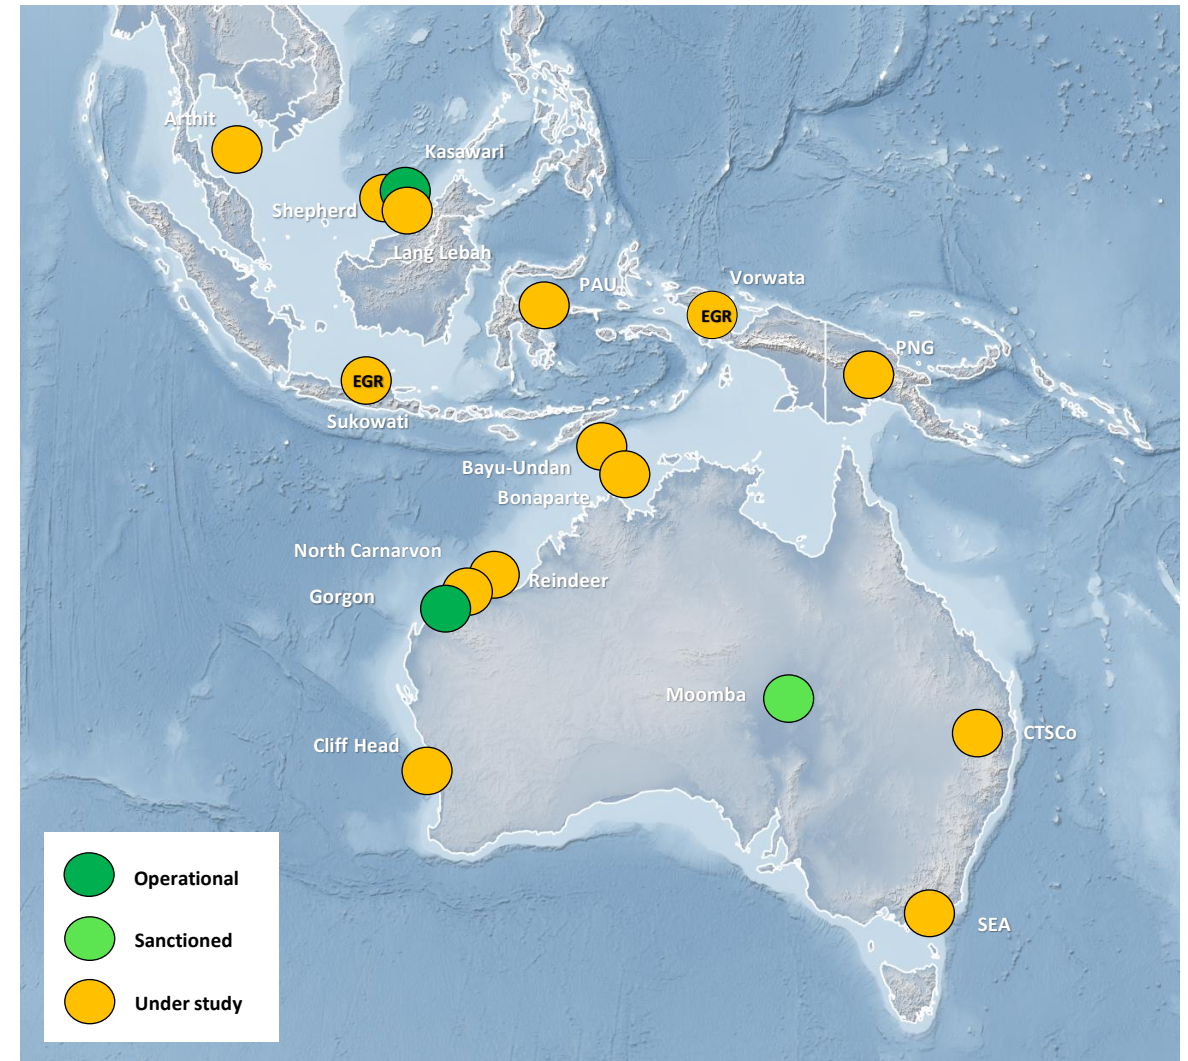 Arthit
Kasawari
Shepherd
Lang Lebah
PAU
Vorwata
EGR
PNG
EGR
Sukowati
Bayu-Undan
Bonaparte
North Carnarvon
Reindeer
Gorgon
Moomba
CTSCo
Cliff Head
Operational
SEA
Sanctioned
Under study